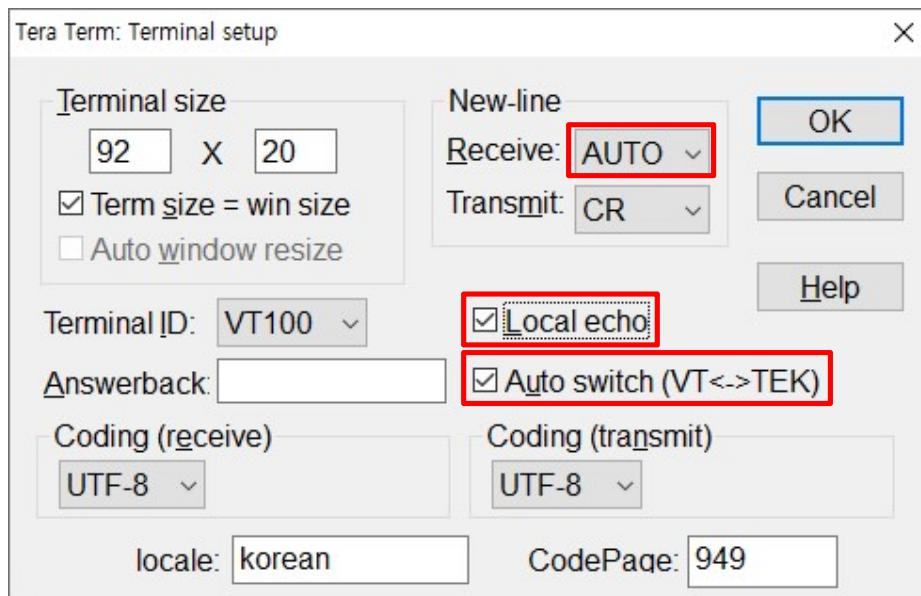 Tera Term: Terminal setup
Terminal size
92 X 20
Term size = win size
Auto window resize
New-line
Receive: AUTO
Transmit: CR
OK
Cancel
Help
Terminal ID: VT100
Local echo
Answerback:
Auto switch (VT<->TEK)
Coding (receive)
UTF-8
Coding (transmit)
UTF-8
locale: korean
CodePage: 949